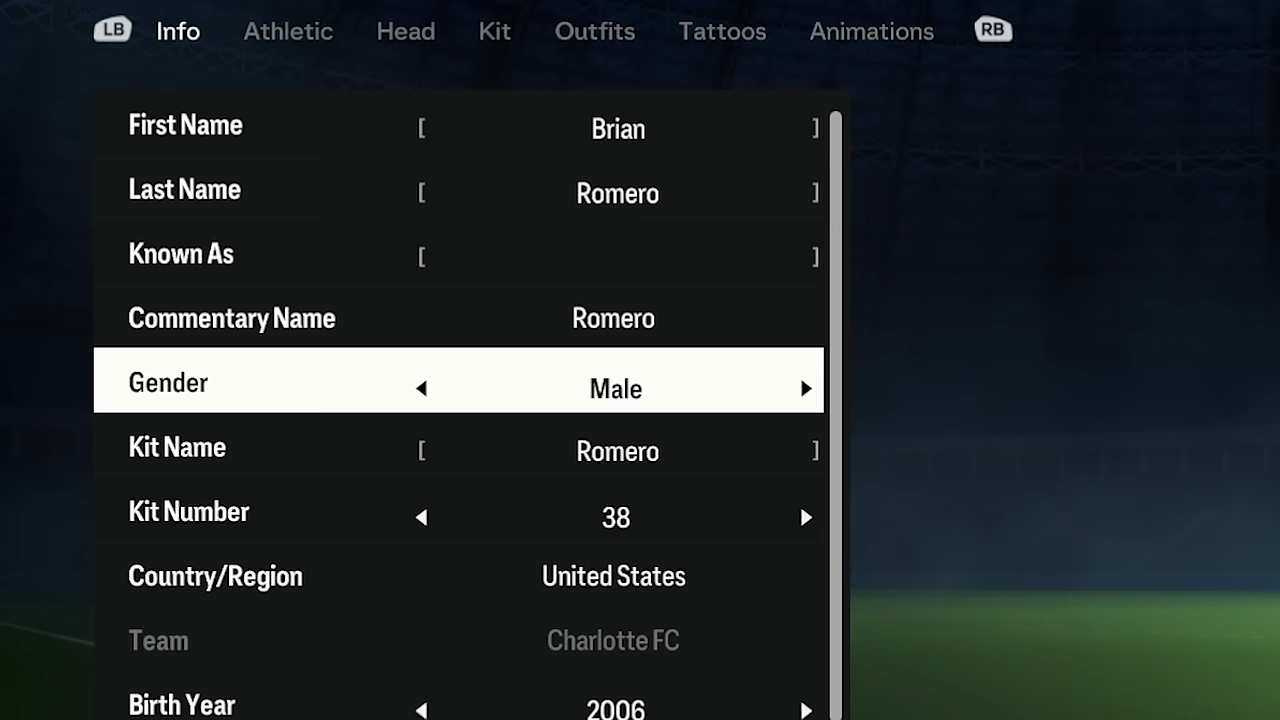 LB Info Athletic Head Kit Outfits Tattoos Animations RB
First Name [ Brian ]
Last Name [ Romero ]
Known As [ ]
Commentary Name Romero
Gender Male
Kit Name [ Romero ]
Kit Number 38
Country/Region United States
Team Charlotte FC
Birth Year 2006